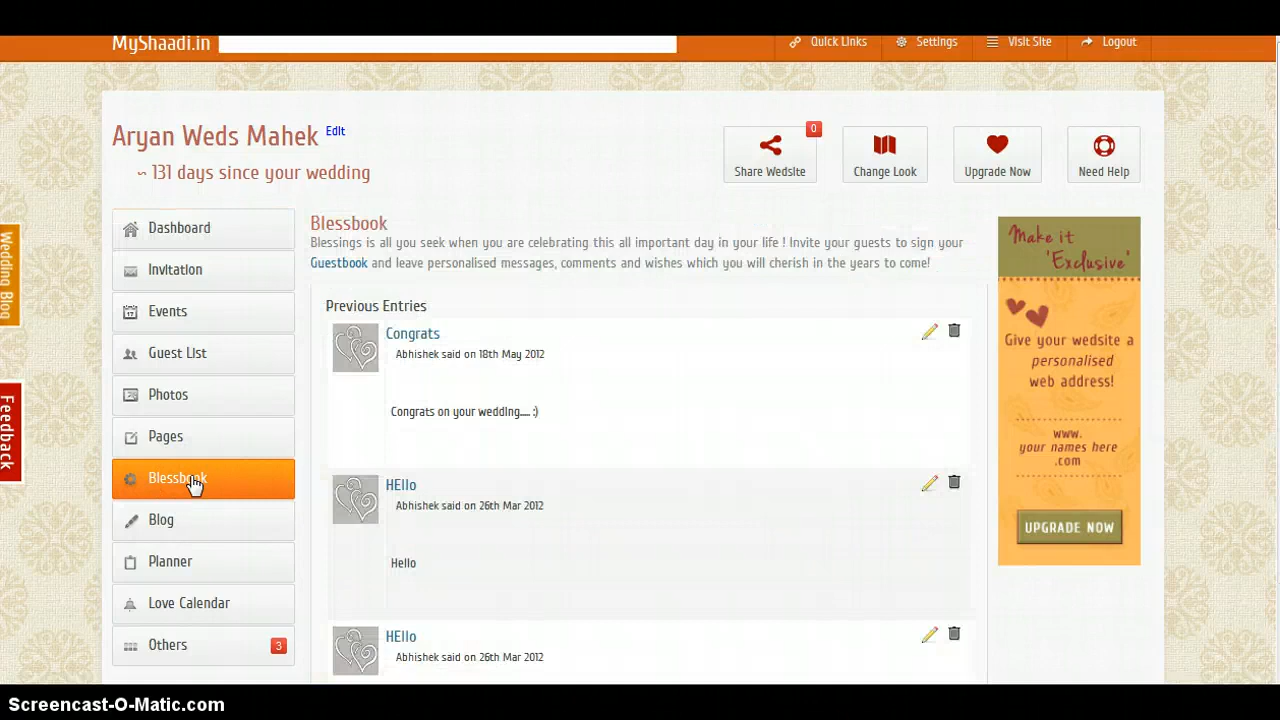 MyShaadi.in
Quick Links
Settings
Visit Site
Logout
Aryan Weds Mahek Edit
~ 131 days since your wedding
0
Share Wedsite
Change Look
Upgrade Now
Need Help
Wedding Blog
Feedback
Dashboard
Invitation
Events
Guest List
Photos
Pages
Blessbook
Blog
Planner
Love Calendar
Others 3
Blessbook
Blessings is all you seek when you are celebrating this all important day in your life ! Invite your guests to sign your
Guestbook and leave personalised messages, comments and wishes which you will cherish in the years to come!
Previous Entries
Congrats
Abhishek said on 18th May 2012
Congrats on your wedding..... :)
HEllo
Abhishek said on 26th Mar 2012
Hello
HEllo
Abhishek said on 26th Mar 2012
Make it
'Exclusive'
Give your wedsite a
personalised
web address!
www.
your names here
.com
UPGRADE NOW
Screencast-O-Matic.com